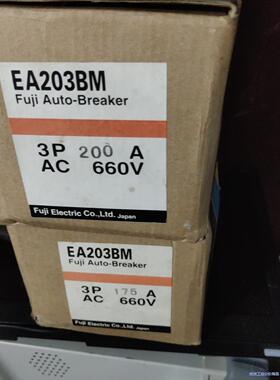 EA203BM
Fuji Auto-Breaker
3P 200 A
AC 660V
Fuji Electric Co.,Ltd. Japan
EA203BM
Fuji Auto-Breaker
3P 175 A
AC 660V
Fuji Electric Co.,Ltd. Japan